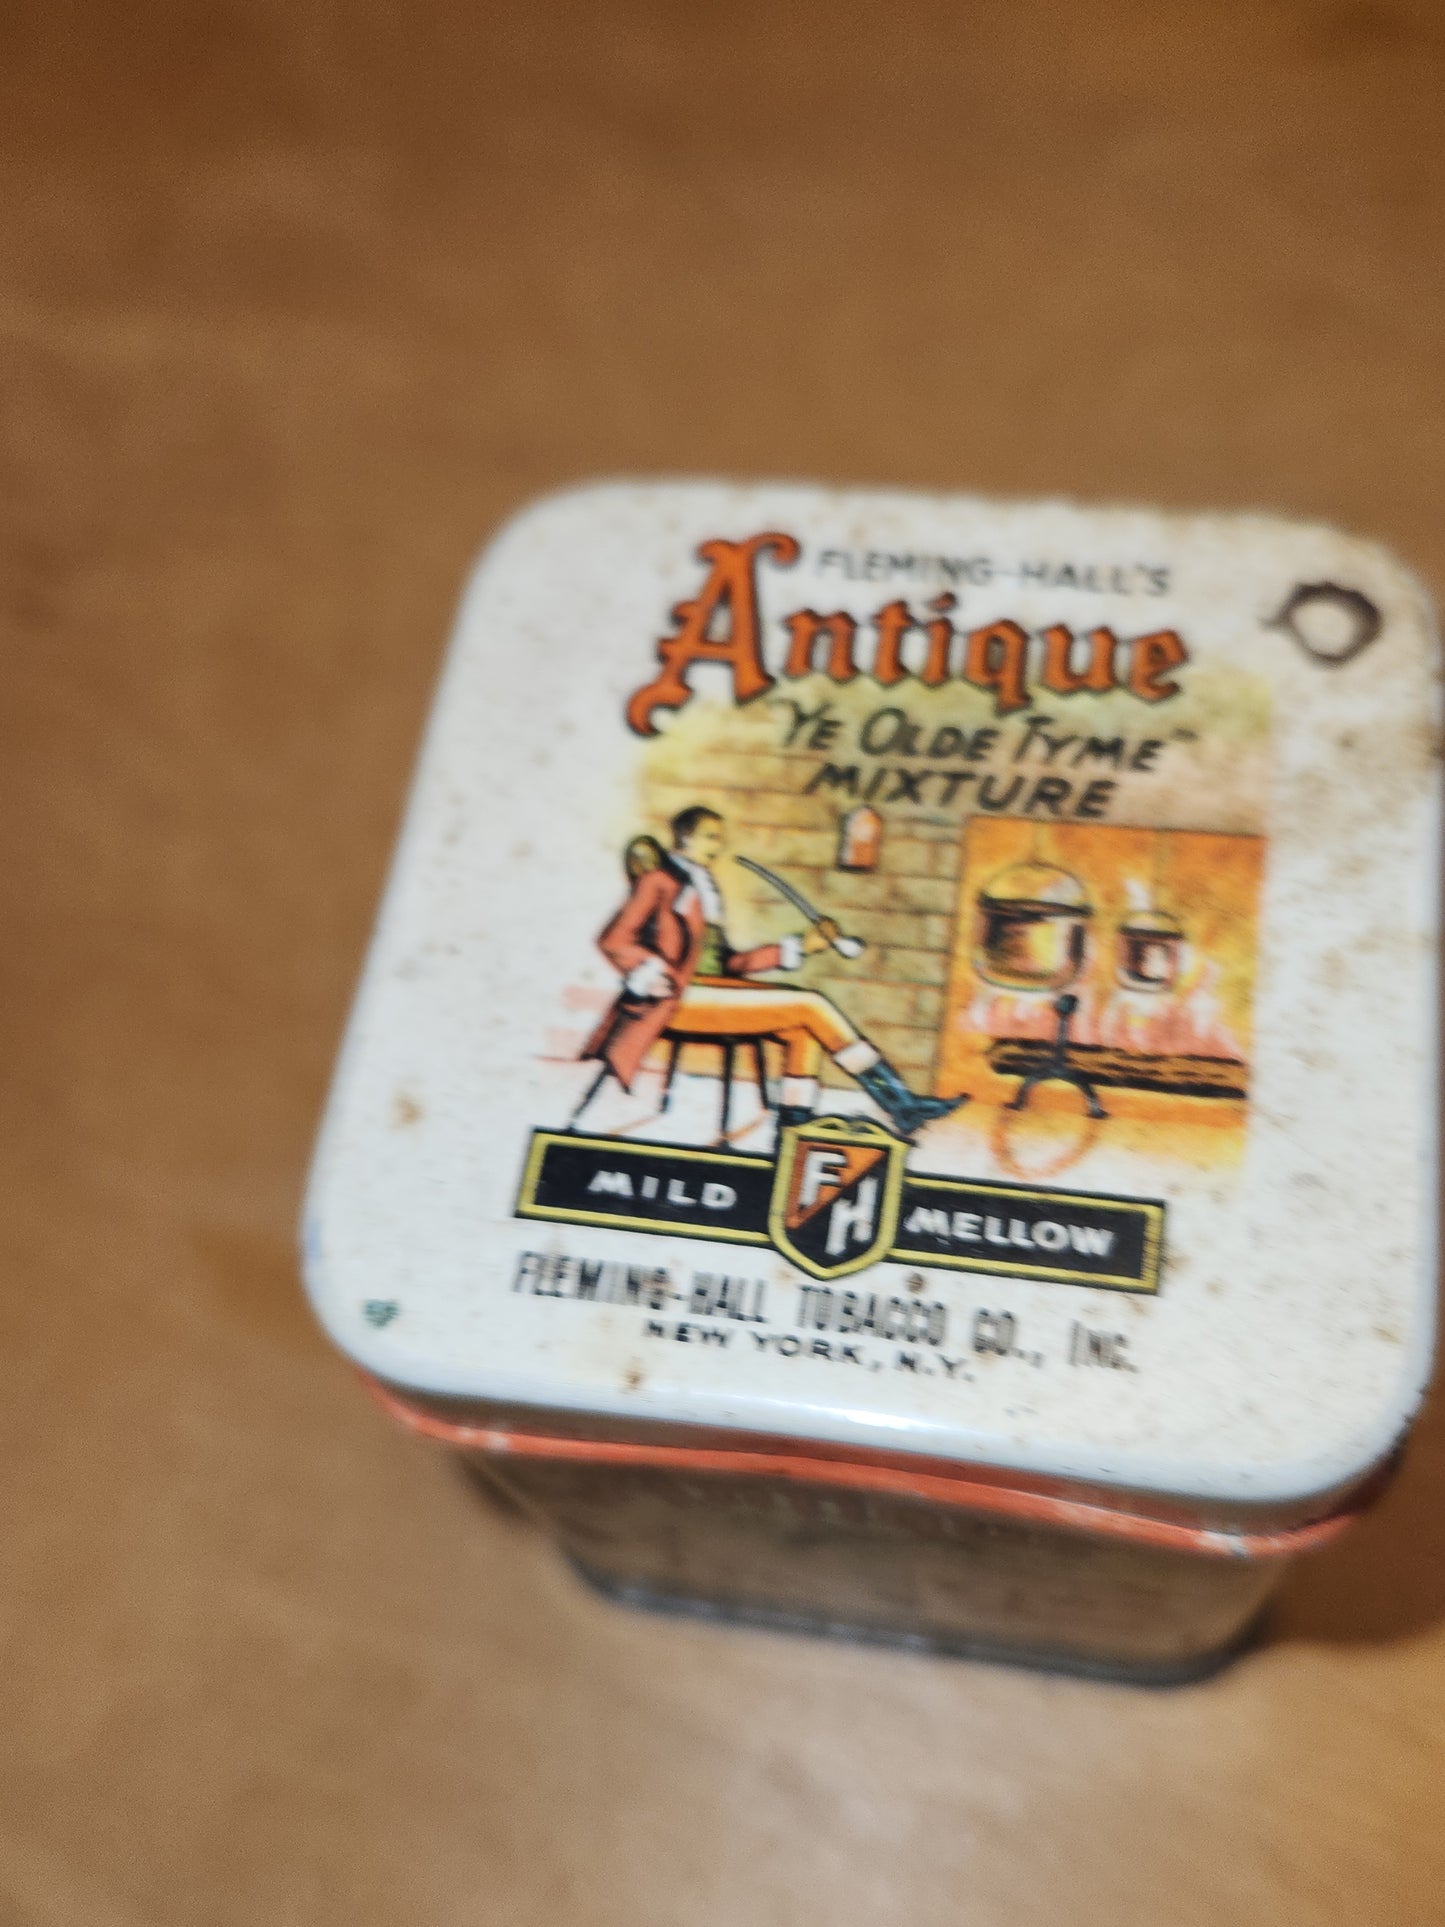 FLEMING-HALL'S
Antique
"YE OLDE TYME"
MIXTURE
MILD FH MELLOW
FLEMING-HALL TOBACCO CO., INC.
NEW YORK, N.Y.